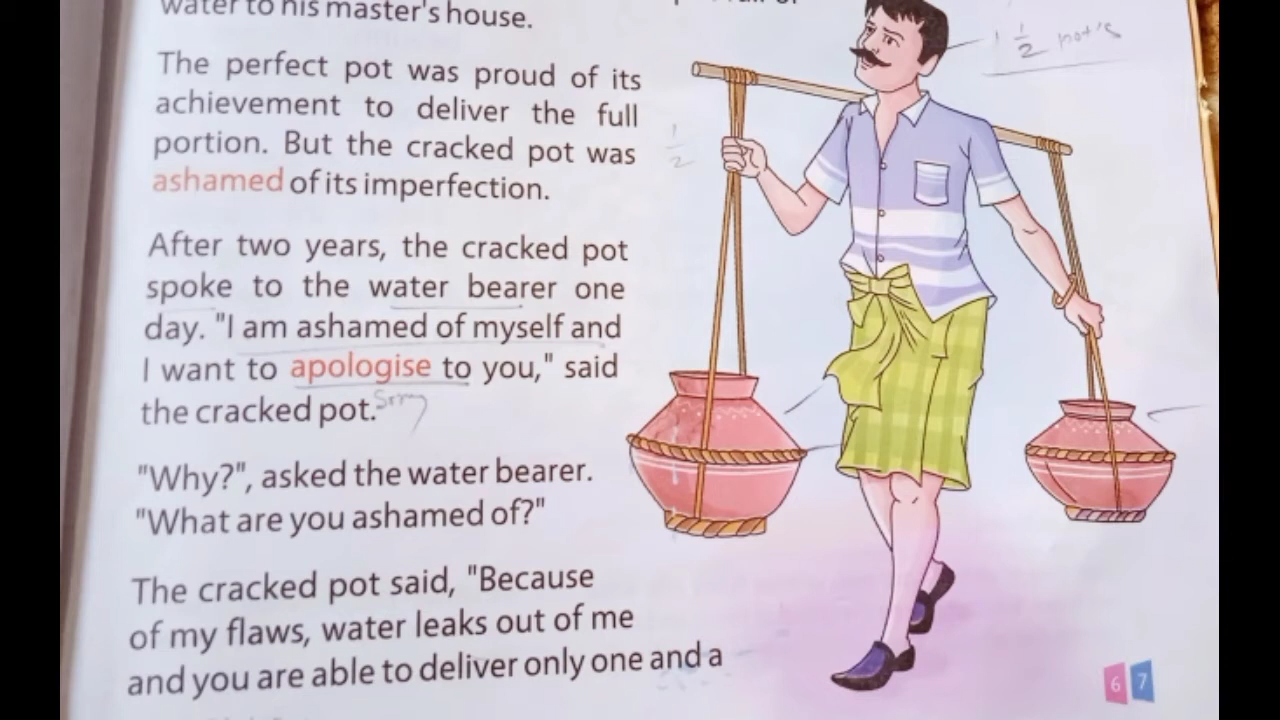 water to his master's house.
The perfect pot was proud of its
achievement to deliver the full
portion. But the cracked pot was
ashamed of its imperfection.
After two years, the cracked pot
spoke to the water bearer one
day. "I am ashamed of myself and
I want to apologise to you," said
the cracked pot.
Sorry
"Why?", asked the water bearer.
"What are you ashamed of?"
The cracked pot said, "Because
of my flaws, water leaks out of me
and you are able to deliver only one and a
1 1/2 pot's
1/2
67